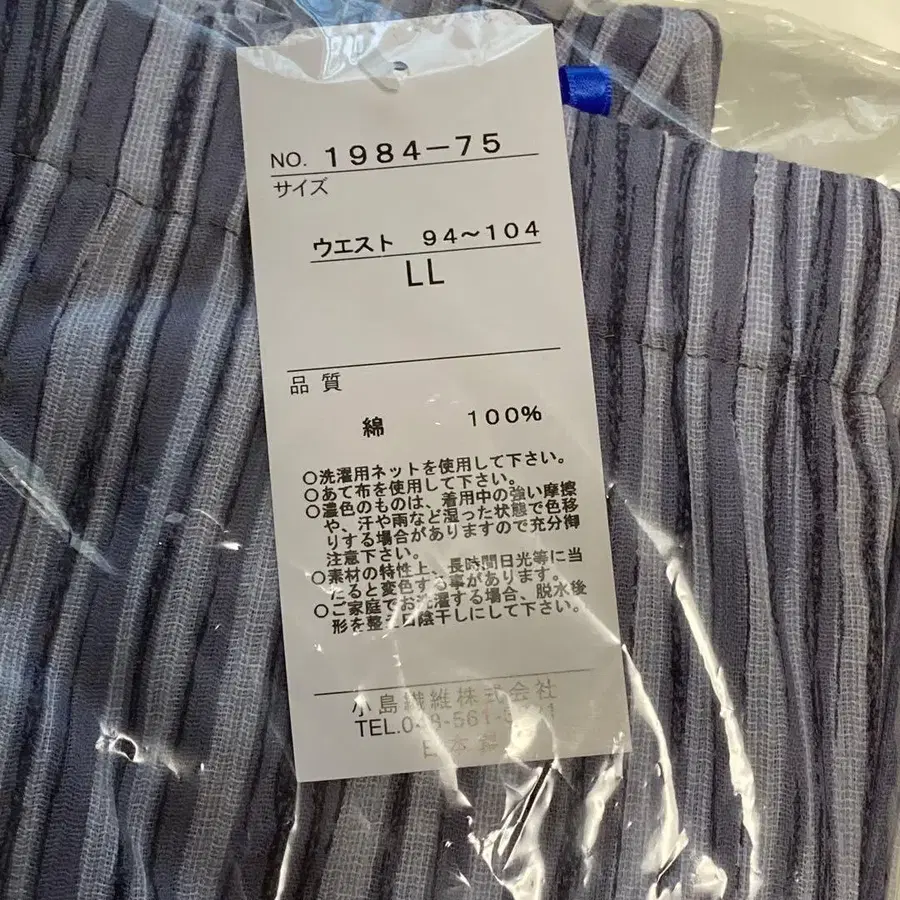 NO. 1984-75
サイズ
ウエスト 94〜104
LL
品質
綿 100%
○洗濯用ネットを使用して下さい。
○あて布を使用して下さい。
○濃色のものは、着用中の強い摩擦
や、汗や雨など湿った状態で色移
りする場合がありますので充分御
注意下さい。
○素材の特性上、長時間日光等に当
たると変色する事があります。
○ご家庭でお洗濯する場合、脱水後
形を整え日陰干しにして下さい。
小島繊維株式会社
TEL.048-561-
日本製